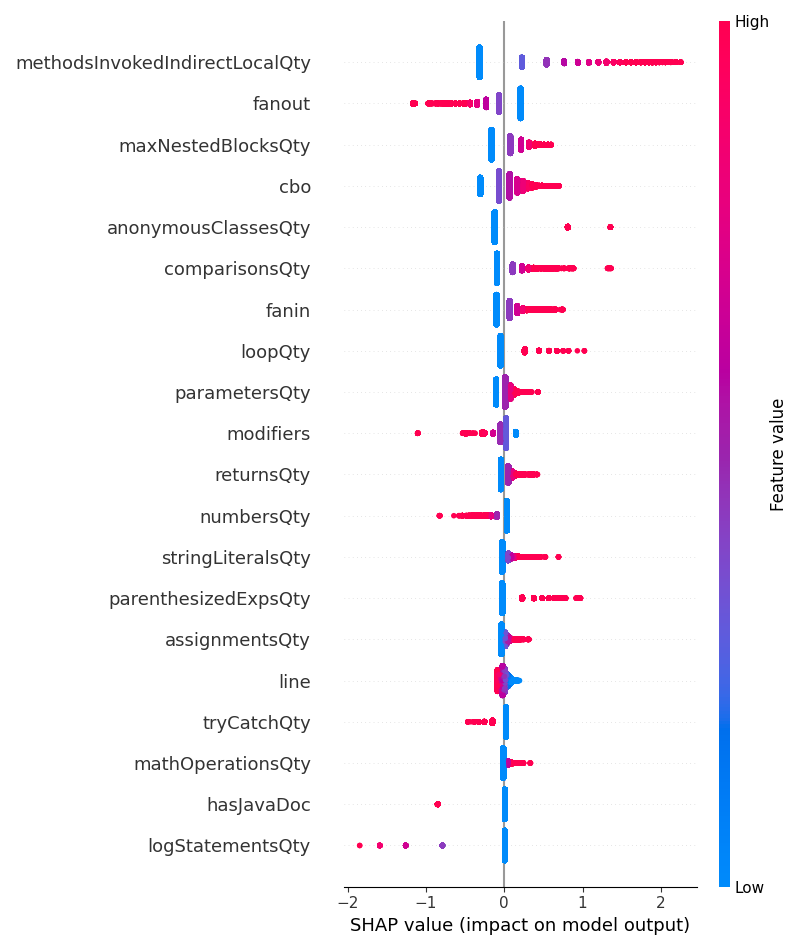 High
methodsInvokedIndirectLocalQty
fanout
maxNestedBlocksQty
cbo
anonymousClassesQty
comparisonsQty
fanin
loopQty
parametersQty
modifiers
returnsQty
numbersQty
stringLiteralsQty
parenthesizedExpsQty
assignmentsQty
line
tryCatchQty
mathOperationsQty
hasJavaDoc
logStatementsQty
Feature value
Low
−2 −1 0 1 2
SHAP value (impact on model output)